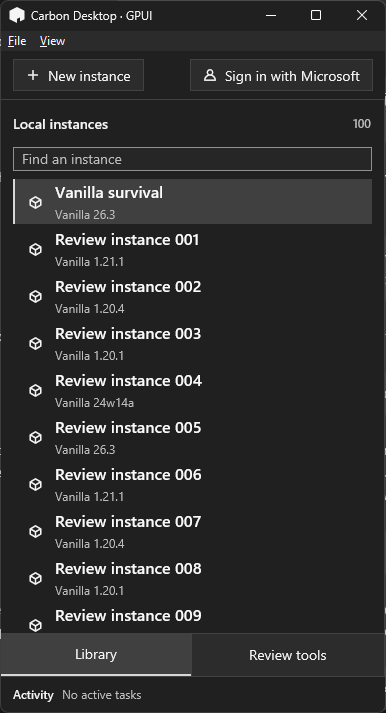 Carbon Desktop · GPUI
File View
+ New instance
Sign in with Microsoft
Local instances 100
Find an instance
Vanilla survival
Vanilla 26.3
Review instance 001
Vanilla 1.21.1
Review instance 002
Vanilla 1.20.4
Review instance 003
Vanilla 1.20.1
Review instance 004
Vanilla 24w14a
Review instance 005
Vanilla 26.3
Review instance 006
Vanilla 1.21.1
Review instance 007
Vanilla 1.20.4
Review instance 008
Vanilla 1.20.1
Review instance 009
Library Review tools
Activity No active tasks